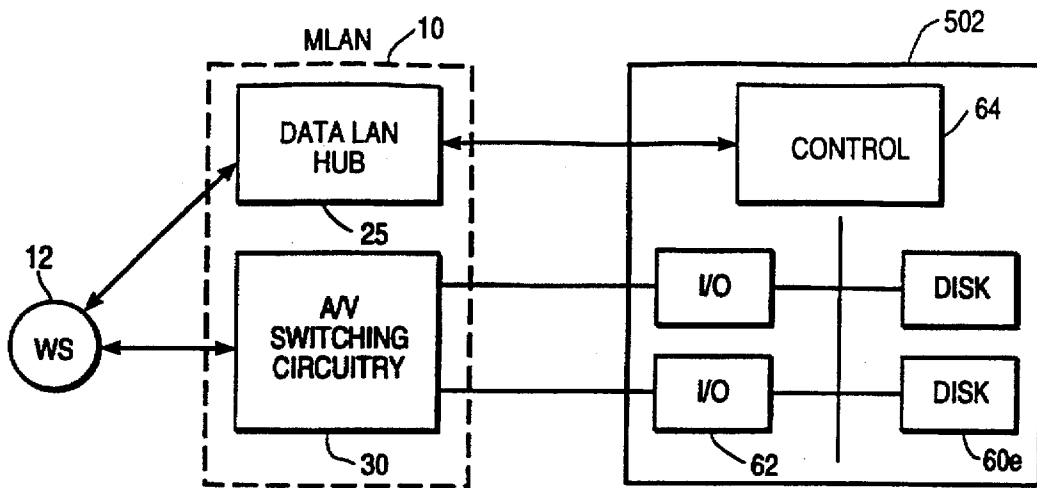 MLAN
10
502
DATA LAN
HUB
25
CONTROL
64
12
WS
A/V
SWITCHING
CIRCUITRY
30
I/O
DISK
I/O
62
DISK
60e